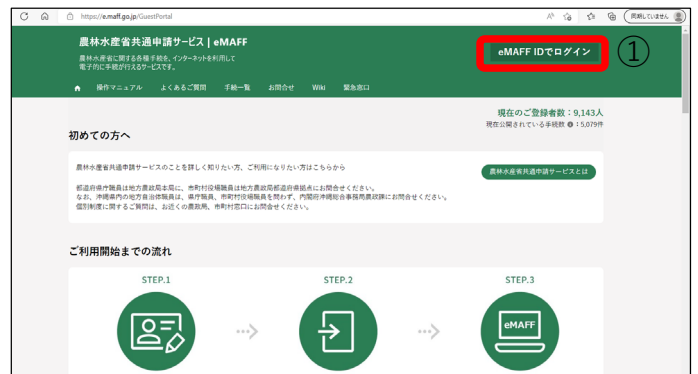 https://e.maff.go.jp/GuestPortal
同期していません
農林水産省共通申請サービス | eMAFF
農林水産省に関する各種手続を、インターネットを利用して
電子的に手続が行えるサービスです。
eMAFF IDでログイン
①
操作マニュアル よくあるご質問 手続一覧 お問合せ Wiki 緊急窓口
現在のご登録者数：9,143人
現在公開されている手続数 ：5,079件
初めての方へ
農林水産省共通申請サービスのことを詳しく知りたい方、ご利用になりたい方はこちらから
農林水産省共通申請サービスとは
都道府県庁職員は地方農政局本局に、市町村役場職員は地方農政局都道府県拠点にお問合せください。
なお、沖縄県内の地方自治体職員は、県庁職員、市町村役場職員を問わず、内閣府沖縄総合事務局農政課にお問合せください。
個別制度に関するご質問は、お近くの農政局、市町村窓口にお問合せください。
ご利用開始までの流れ
STEP.1 STEP.2 STEP.3
eMAFF